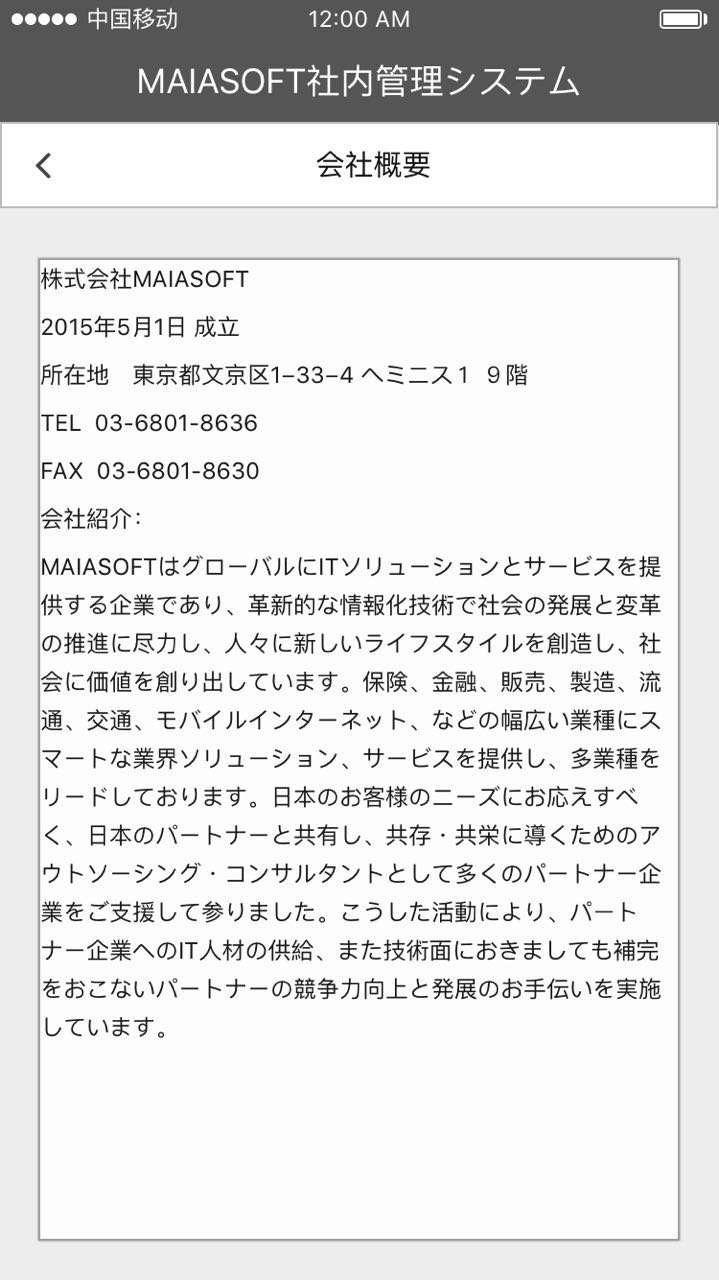 中国移动 12:00 AM
MAIASOFT社内管理システム
会社概要
株式会社MAIASOFT
2015年5月1日 成立
所在地　東京都文京区1−33−4 へミニス１ ９階
TEL 03-6801-8636
FAX 03-6801-8630
会社紹介：
MAIASOFTはグローバルにITソリューションとサービスを提
供する企業であり、革新的な情報化技術で社会の発展と変革
の推進に尽力し、人々に新しいライフスタイルを創造し、社
会に価値を創り出しています。保険、金融、販売、製造、流
通、交通、モバイルインターネット、などの幅広い業種にス
マートな業界ソリューション、サービスを提供し、多業種を
リードしております。日本のお客様のニーズにお応えすべ
く、日本のパートナーと共有し、共存・共栄に導くためのア
ウトソーシング・コンサルタントとして多くのパートナー企
業をご支援して参りました。こうした活動により、パート
ナー企業へのIT人材の供給、また技術面におきましても補完
をおこないパートナーの競争力向上と発展のお手伝いを実施
しています。